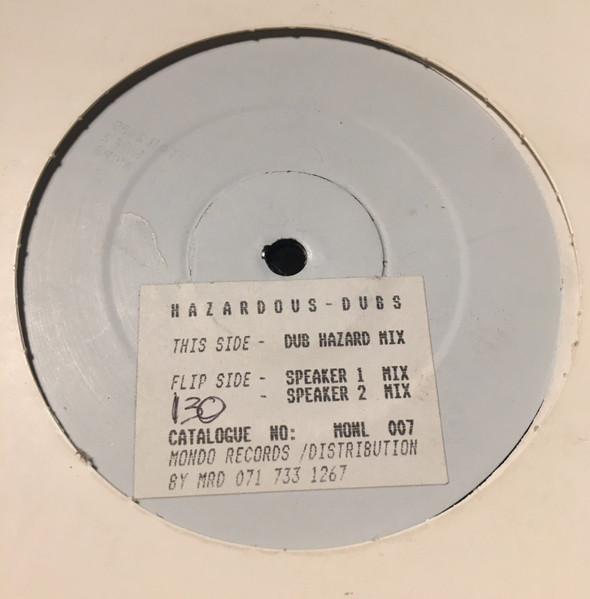 HAZARDOUS-DUBS
THIS SIDE - DUB HAZARD MIX
FLIP SIDE - SPEAKER 1 MIX
130 - SPEAKER 2 MIX
CATALOGUE NO: MONL 007
MONDO RECORDS /DISTRIBUTION
BY MRD 071 733 1267